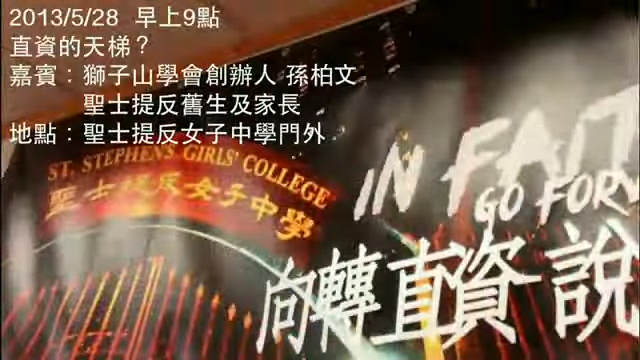 2013/5/28 早上9點
直資的天梯？
嘉賓：獅子山學會創辦人 孫柏文
聖士提反舊生及家長
地點：聖士提反女子中學門外
ST. STEPHEN'S GIRLS' COLLEGE
聖士提反女子中學
IN FAIT
GO FORW
向轉直資說